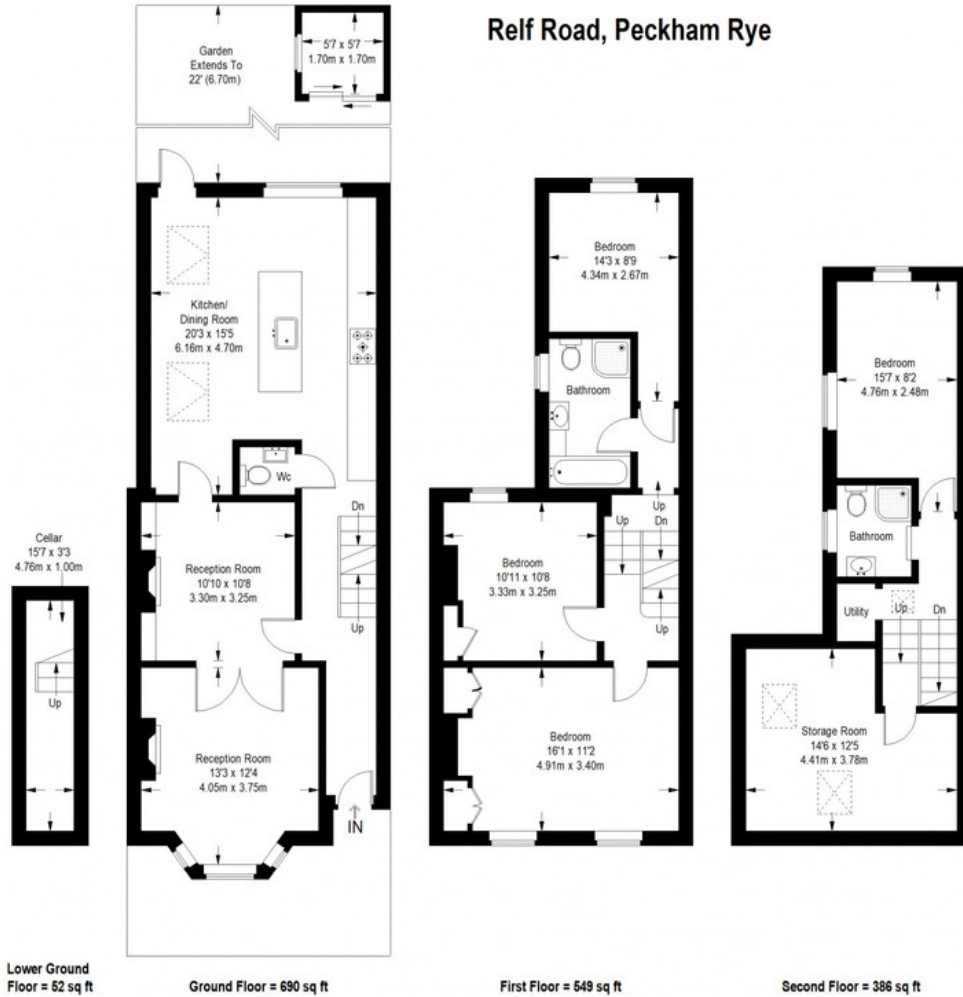 Relf Road, Peckham Rye
Garden
Extends To
22' (6.70m)
5'7 x 5'7
1.70m x 1.70m
Kitchen/
Dining Room
20'3 x 15'5
6.16m x 4.70m
Wc
Dn
Up
Reception Room
10'10 x 10'8
3.30m x 3.25m
Reception Room
13'3 x 12'4
4.05m x 3.75m
IN
Cellar
15'7 x 3'3
4.76m x 1.00m
Up
Bedroom
14'3 x 8'9
4.34m x 2.67m
Bathroom
Up
Up
Dn
Up
Bedroom
10'11 x 10'8
3.33m x 3.25m
Bedroom
16'1 x 11'2
4.91m x 3.40m
Bedroom
15'7 x 8'2
4.76m x 2.48m
Bathroom
Utility
Up
Dn
Storage Room
14'6 x 12'5
4.41m x 3.78m
Lower Ground
Floor = 52 sq ft
Ground Floor = 690 sq ft
First Floor = 549 sq ft
Second Floor = 386 sq ft